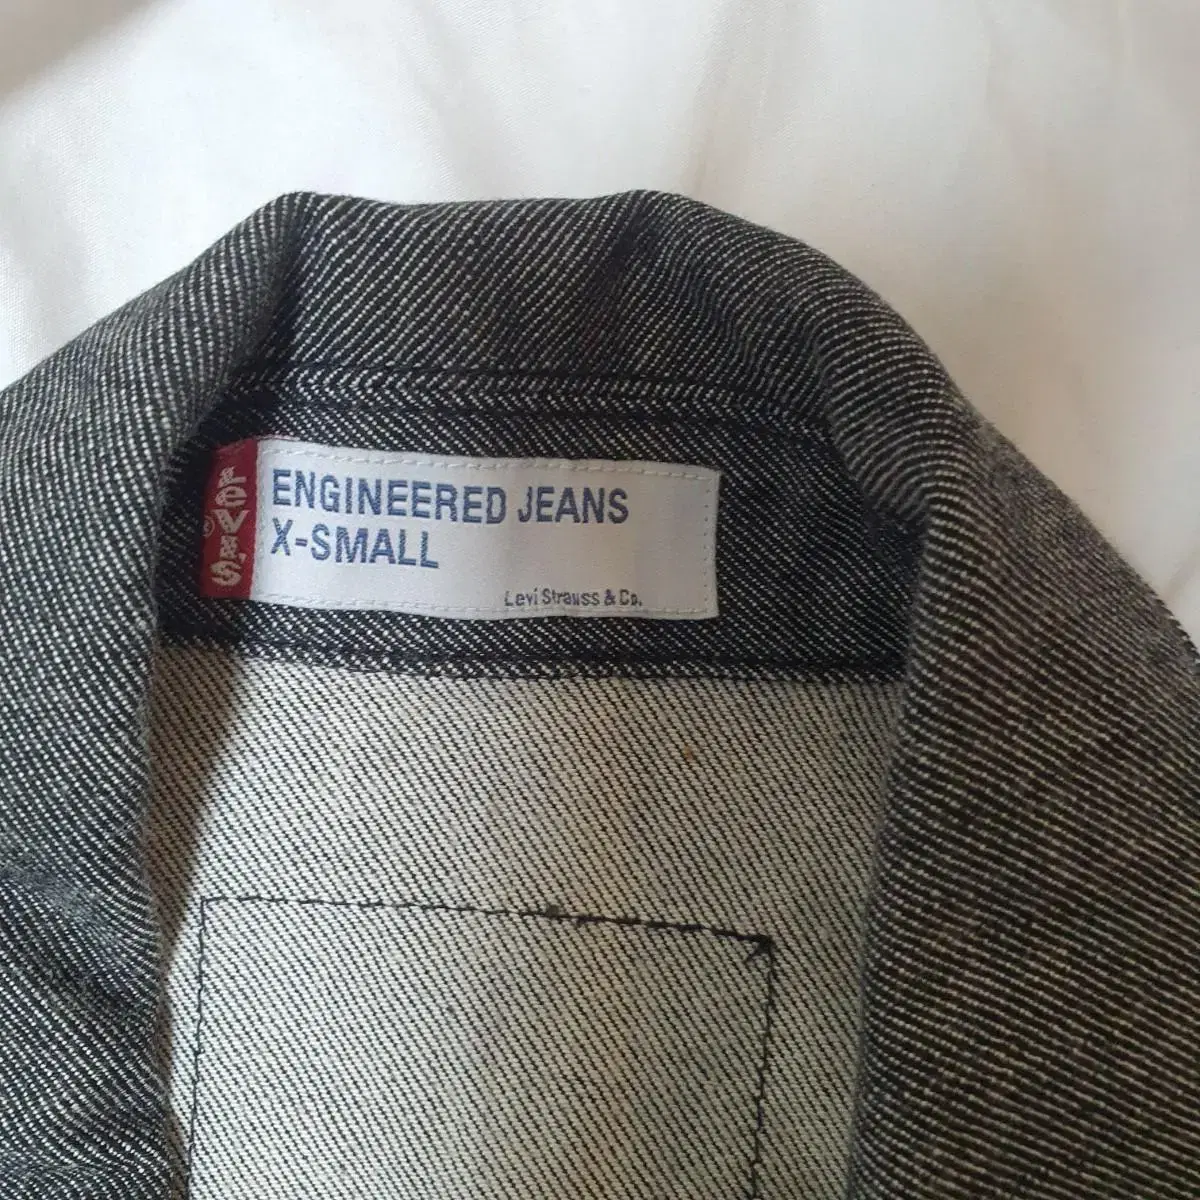 LEVI'S®
ENGINEERED JEANS
X-SMALL
Levi Strauss & Co.